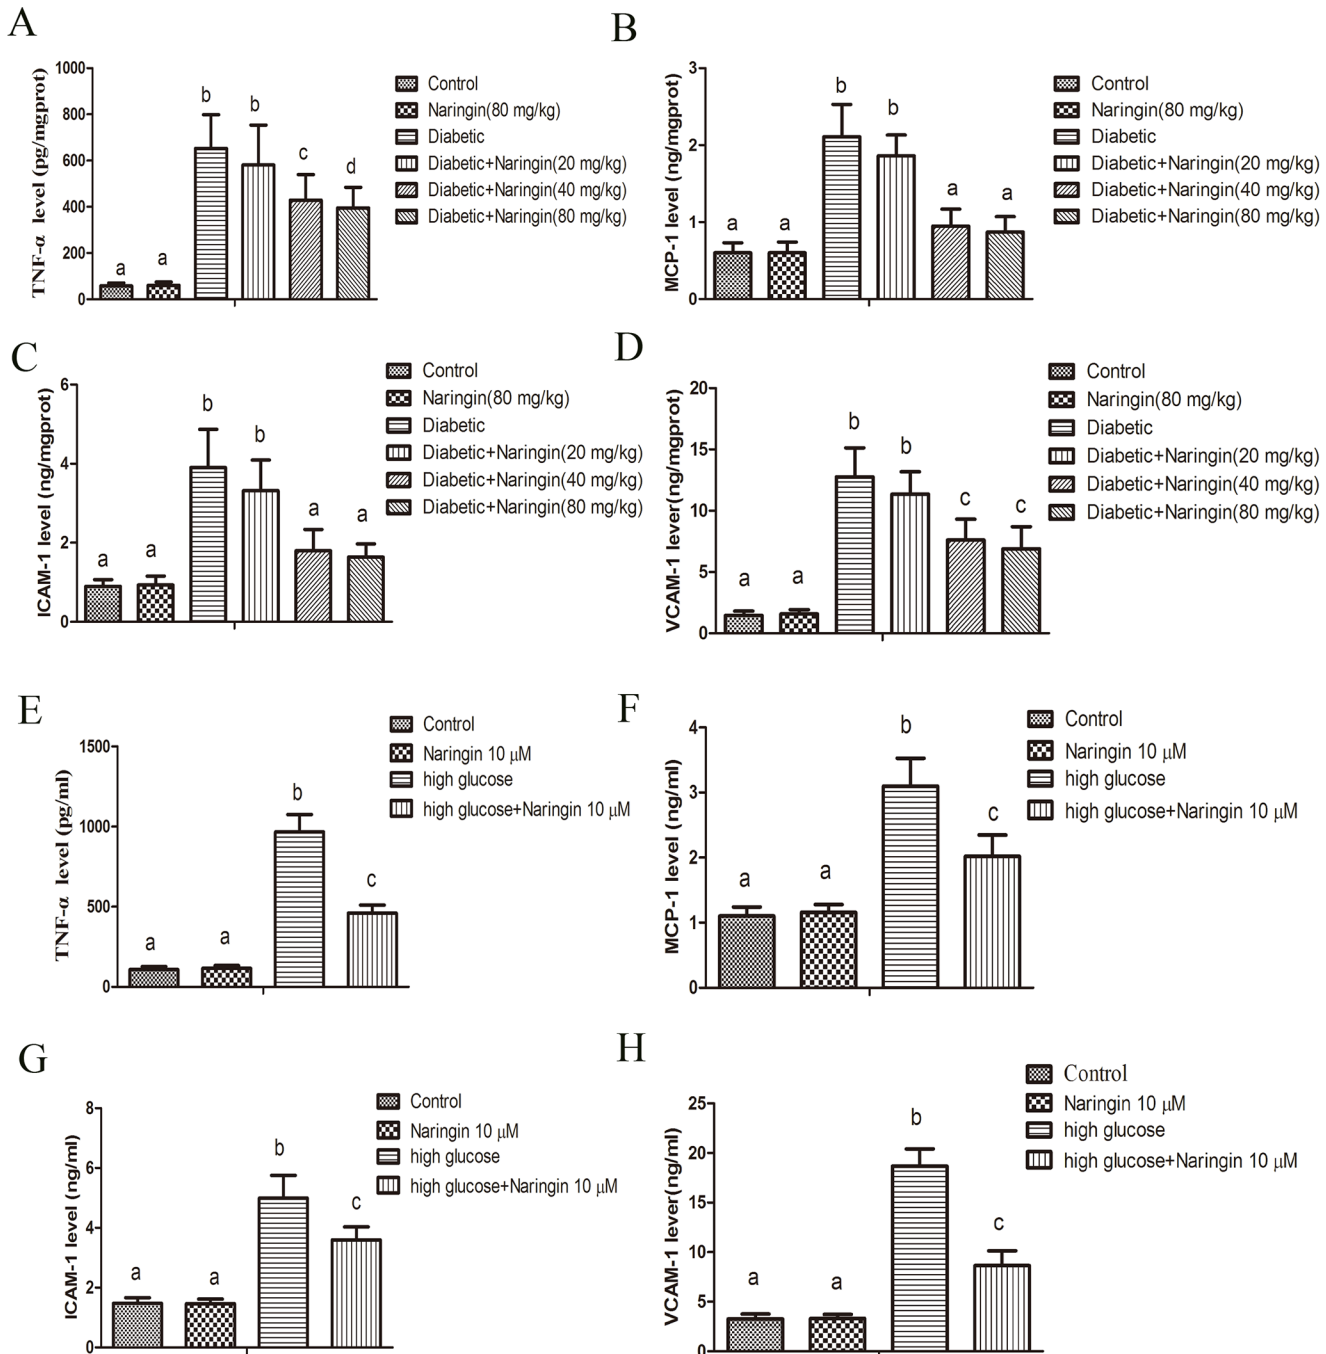 A
TNF-α level (pg/mgprot)
1000
800
600
400
200
0
a
a
b
b
c
d
Control
Naringin(80 mg/kg)
Diabetic
Diabetic+Naringin(20 mg/kg)
Diabetic+Naringin(40 mg/kg)
Diabetic+Naringin(80 mg/kg)
B
MCP-1 level (ng/mgprot)
3
2
1
0
a
a
b
b
a
a
Control
Naringin(80 mg/kg)
Diabetic
Diabetic+Naringin(20 mg/kg)
Diabetic+Naringin(40 mg/kg)
Diabetic+Naringin(80 mg/kg)
C
ICAM-1 level (ng/mgprot)
6
4
2
0
a
a
b
b
a
a
Control
Naringin(80 mg/kg)
Diabetic
Diabetic+Naringin(20 mg/kg)
Diabetic+Naringin(40 mg/kg)
Diabetic+Naringin(80 mg/kg)
D
VCAM-1 lever(ng/mgprot)
20
15
10
5
0
a
a
b
b
c
c
Control
Naringin(80 mg/kg)
Diabetic
Diabetic+Naringin(20 mg/kg)
Diabetic+Naringin(40 mg/kg)
Diabetic+Naringin(80 mg/kg)
E
TNF-α level (pg/ml)
1500
1000
500
0
a
a
b
c
Control
Naringin 10 μM
high glucose
high glucose+Naringin 10 μM
F
MCP-1 level (ng/ml)
4
3
2
1
0
a
a
b
c
Control
Naringin 10 μM
high glucose
high glucose+Naringin 10 μM
G
ICAM-1 level (ng/ml)
8
6
4
2
0
a
a
b
c
Control
Naringin 10 μM
high glucose
high glucose+Naringin 10 μM
H
VCAM-1 lever(ng/ml)
25
20
15
10
5
0
a
a
b
c
Control
Naringin 10 μM
high glucose
high glucose+Naringin 10 μM